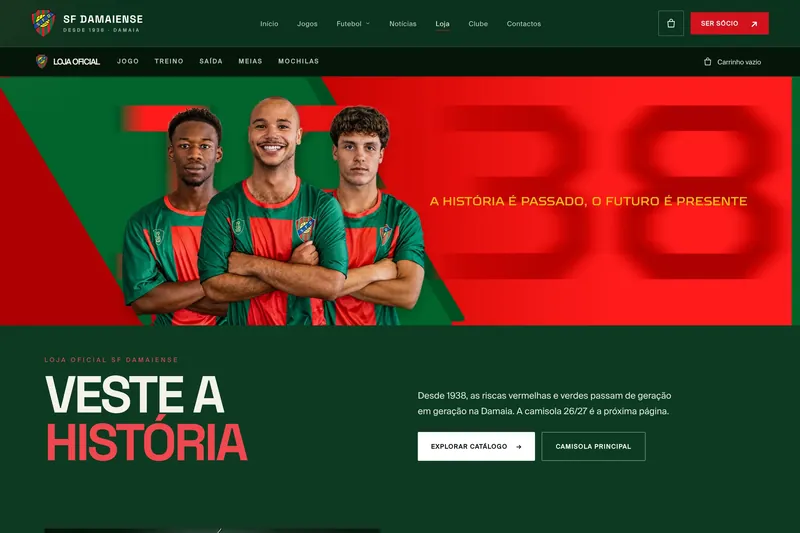 SF DAMAIENSE
DESDE 1938 · DAMAIA
Início Jogos Futebol Notícias Loja Clube Contactos
SER SÓCIO
LOJA OFICIAL JOGO TREINO SAÍDA MEIAS MOCHILAS
Carrinho vazio
38
A HISTÓRIA É PASSADO, O FUTURO É PRESENTE
LOJA OFICIAL SF DAMAIENSE
VESTE A
HISTÓRIA
Desde 1938, as riscas vermelhas e verdes passam de geração
em geração na Damaia. A camisola 26/27 é a próxima página.
EXPLORAR CATÁLOGO → CAMISOLA PRINCIPAL